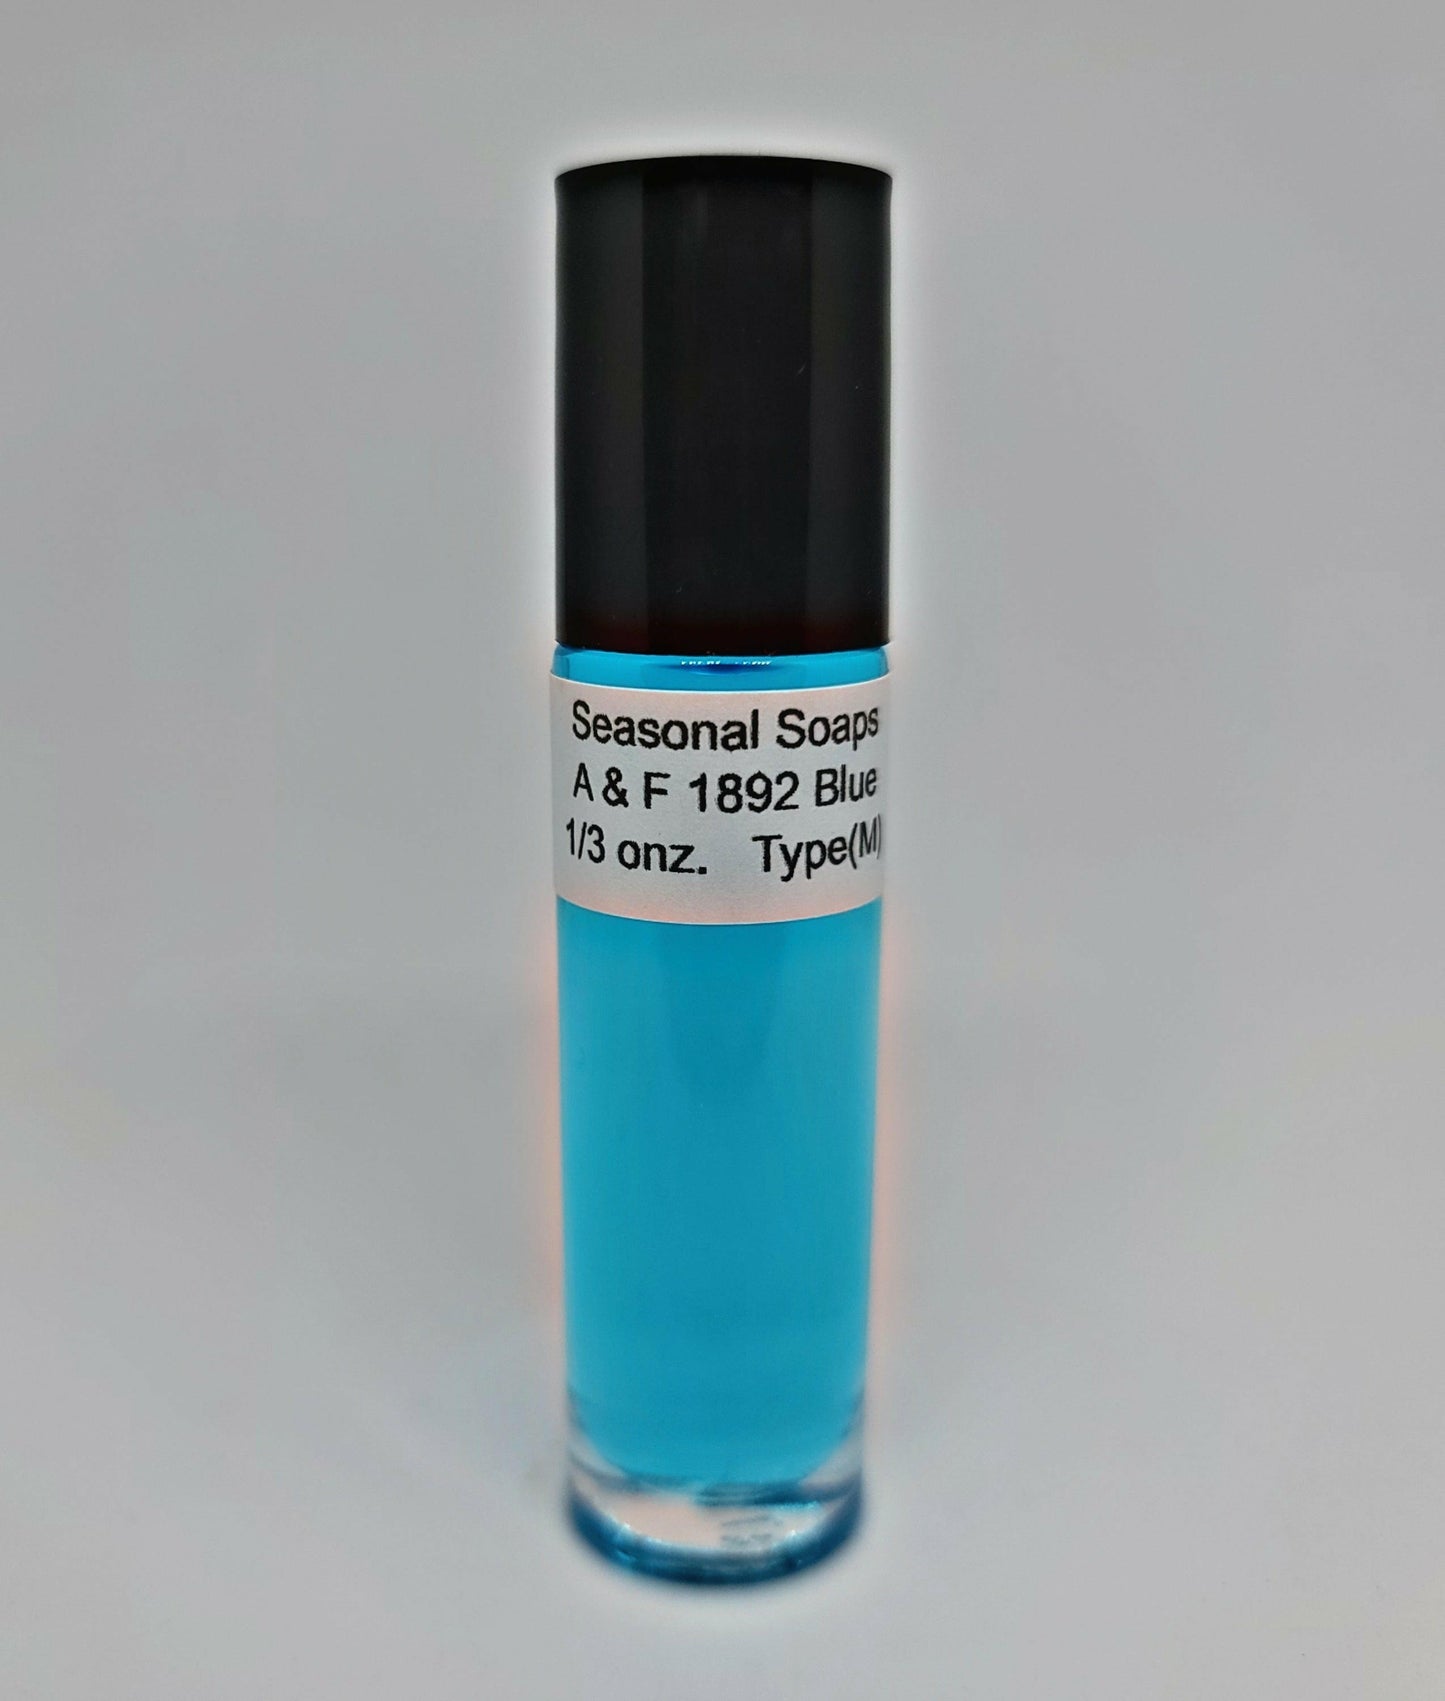 Seasonal Soaps
A & F 1892 Blue
1/3 onz. Type(M)